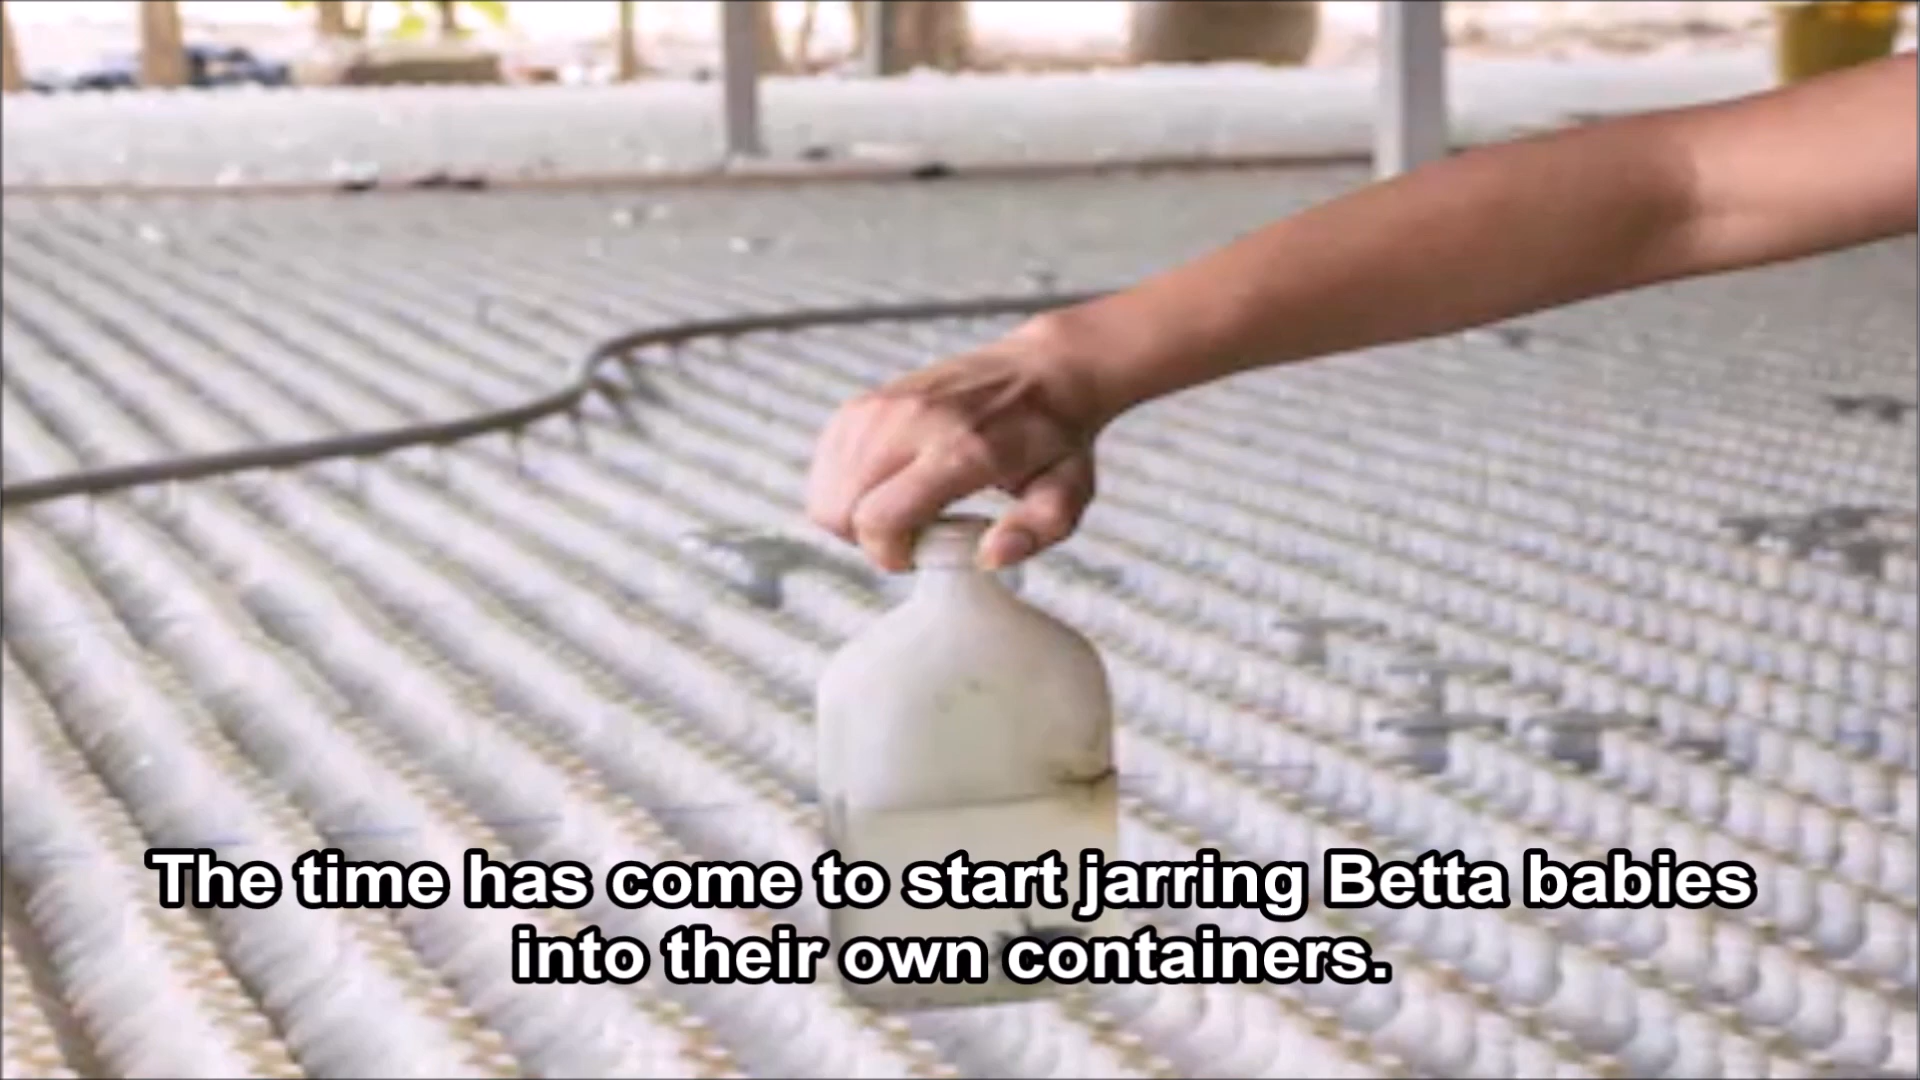 The time has come to start jarring Betta babies
into their own containers.